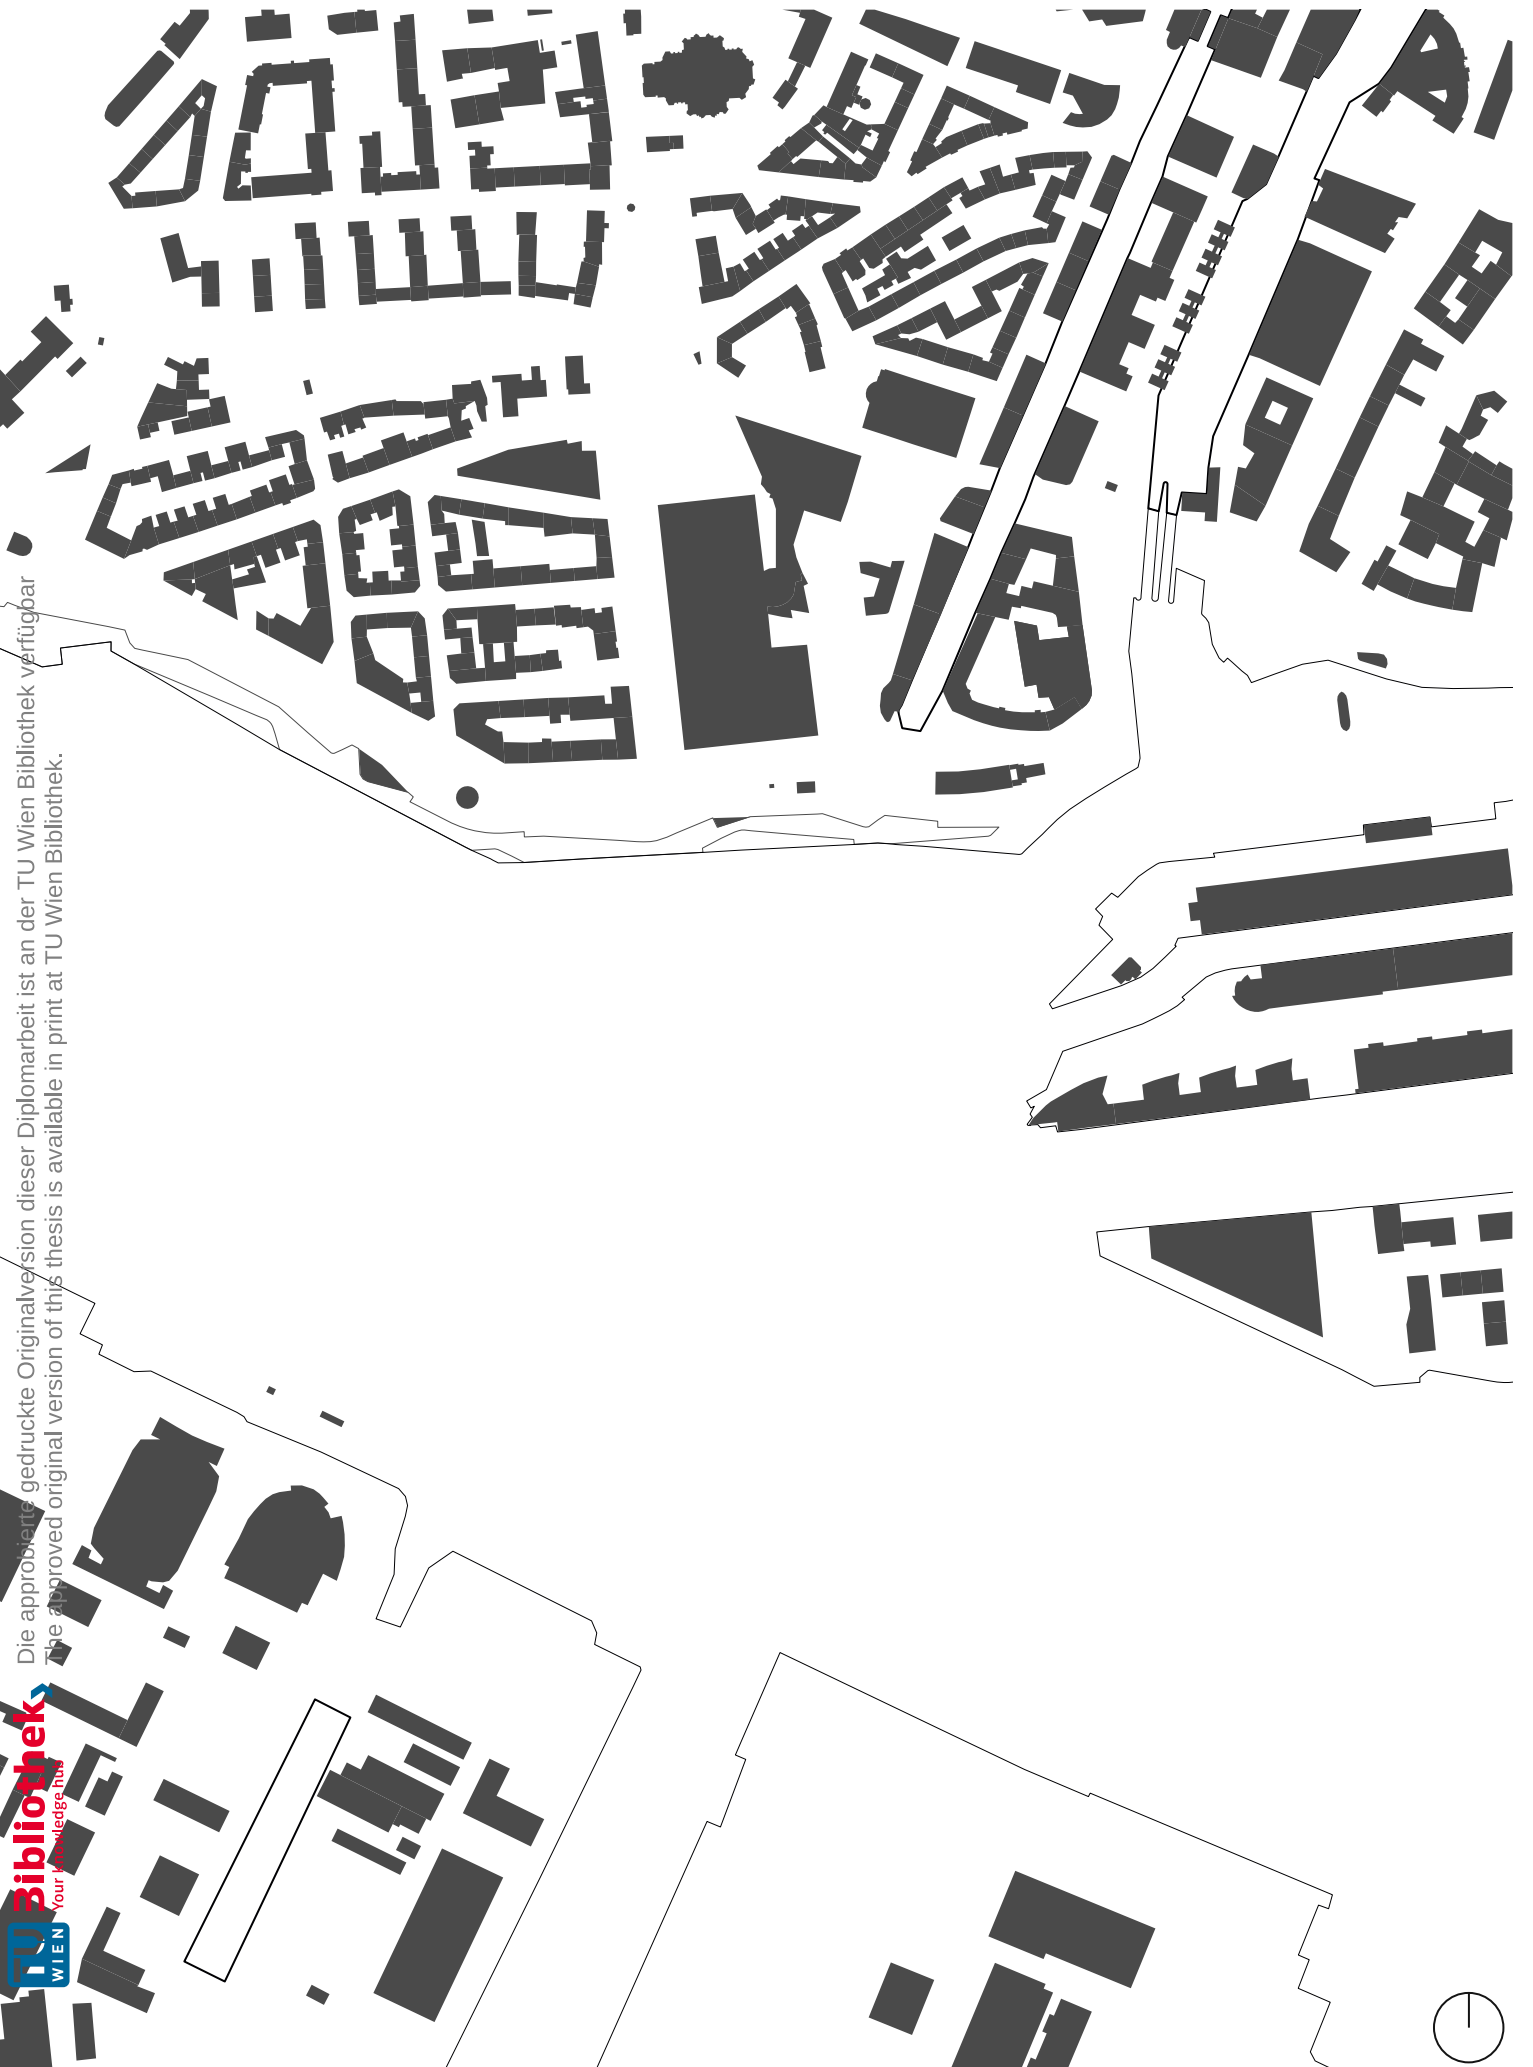 Die approbierte gedruckte Originalversion dieser Diplomarbeit ist an der TU Wien Bibliothek verfügbar
The approved original version of this thesis is available in print at TU Wien Bibliothek.
Bibliothek
Your knowledge hub
TU
WIEN